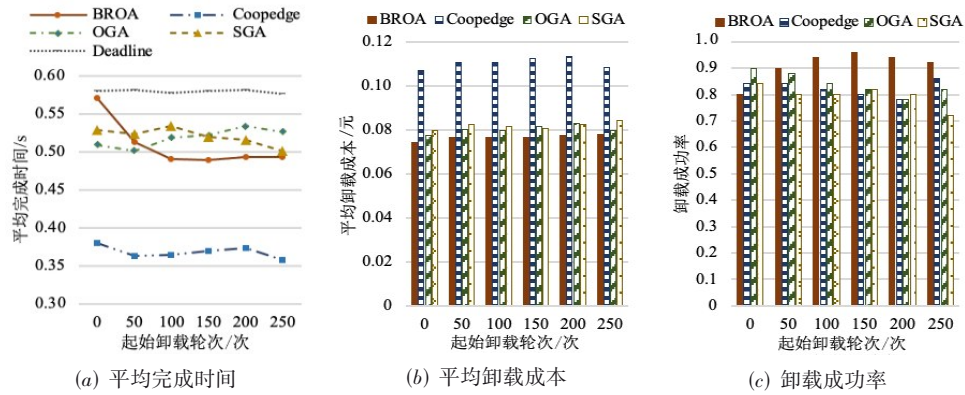 BROA Coopedge
OGA SGA
Deadline
0.60
0.55
0.50
0.45
0.40
0.35
0.30
平均完成时间/s
0 50 100 150 200 250
起始卸载轮次/次
(a) 平均完成时间
BROA Coopedge OGA SGA
0.12
0.10
0.08
0.06
0.04
0.02
0
平均卸载成本/元
0 50 100 150 200 250
起始卸载轮次/次
(b) 平均卸载成本
BROA Coopedge OGA SGA
1.0
0.9
0.8
0.7
0.6
0.5
0.4
0.3
0.2
0.1
0
卸载成功率
0 50 100 150 200 250
起始卸载轮次/次
(c) 卸载成功率